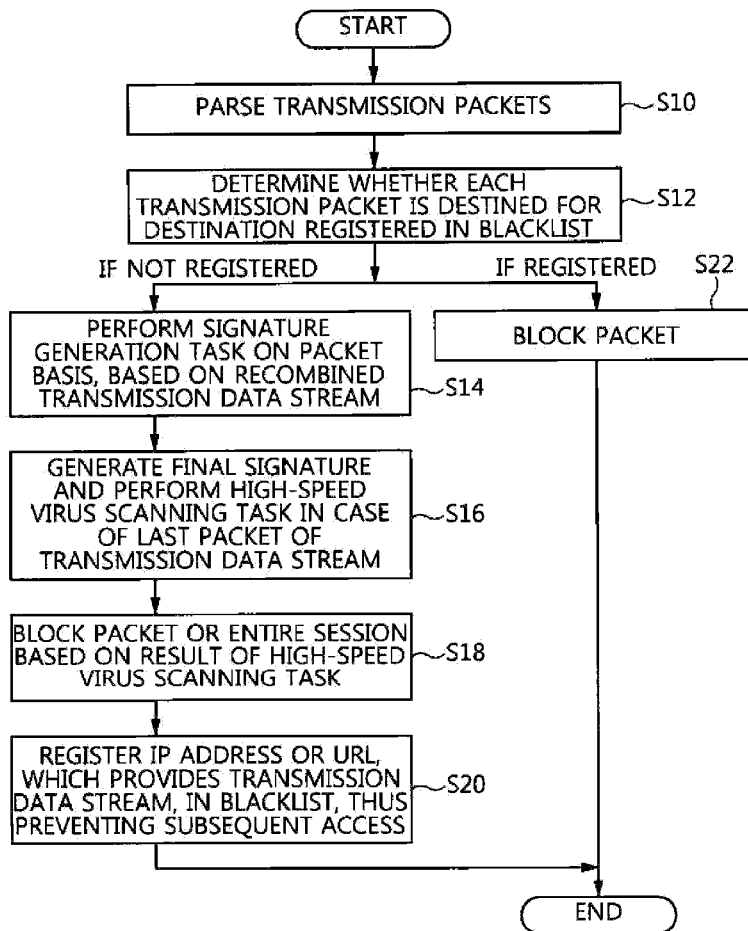 START
PARSE TRANSMISSION PACKETS
S10
DETERMINE WHETHER EACH
TRANSMISSION PACKET IS DESTINED FOR
DESTINATION REGISTERED IN BLACKLIST
S12
IF NOT REGISTERED
IF REGISTERED
S22
PERFORM SIGNATURE
GENERATION TASK ON PACKET
BASIS, BASED ON RECOMBINED
TRANSMISSION DATA STREAM
S14
BLOCK PACKET
GENERATE FINAL SIGNATURE
AND PERFORM HIGH-SPEED
VIRUS SCANNING TASK IN CASE
OF LAST PACKET OF
TRANSMISSION DATA STREAM
S16
BLOCK PACKET OR ENTIRE SESSION
BASED ON RESULT OF HIGH-SPEED
VIRUS SCANNING TASK
S18
REGISTER IP ADDRESS OR URL,
WHICH PROVIDES TRANSMISSION
DATA STREAM, IN BLACKLIST, THUS
PREVENTING SUBSEQUENT ACCESS
S20
END